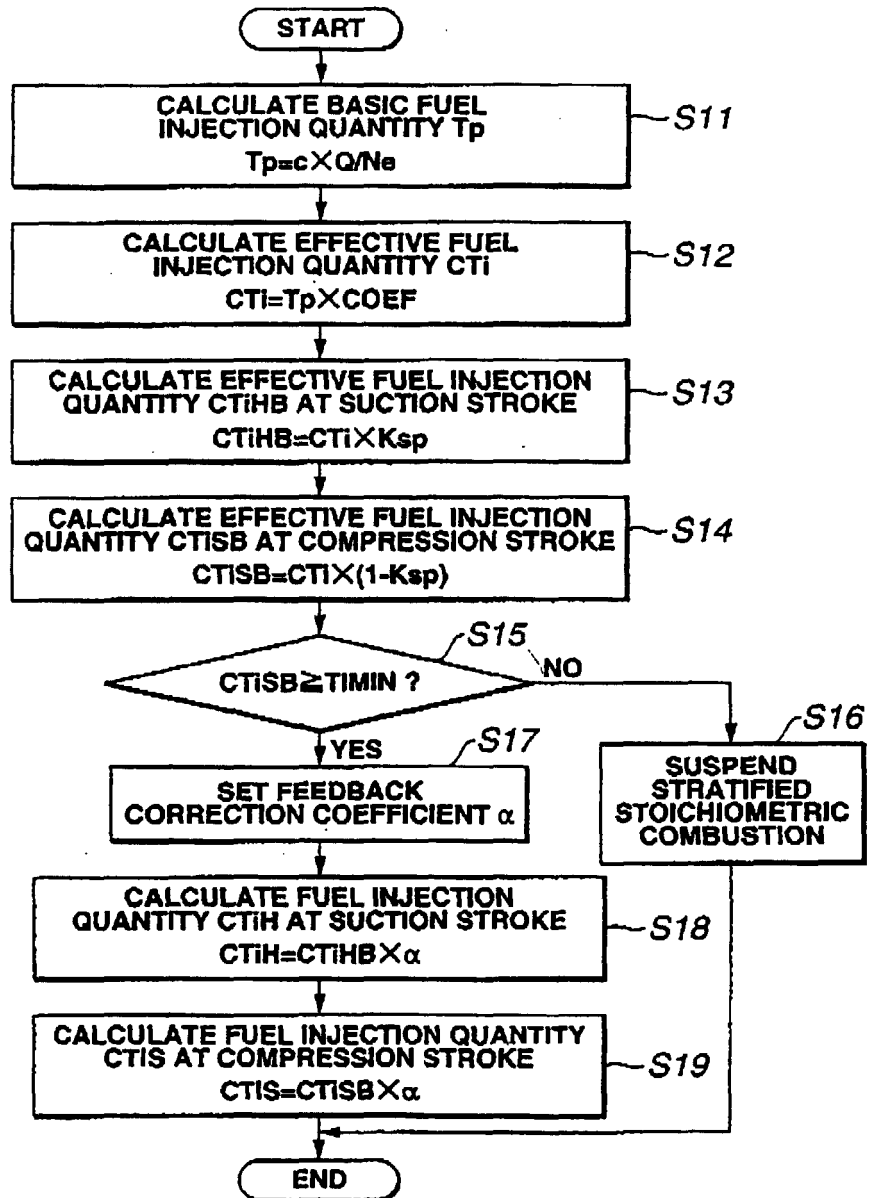 START
CALCULATE BASIC FUEL
INJECTION QUANTITY Tp
Tp=c×Q/Ne
S11
CALCULATE EFFECTIVE FUEL
INJECTION QUANTITY CTi
CTi=Tp×COEF
S12
CALCULATE EFFECTIVE FUEL INJECTION
QUANTITY CTiHB AT SUCTION STROKE
CTiHB=CTi×Ksp
S13
CALCULATE EFFECTIVE FUEL INJECTION
QUANTITY CTiSB AT COMPRESSION STROKE
CTiSB=CTi×(1-Ksp)
S14
S15
CTiSB≧TIMIN ?
NO
YES
S16
SUSPEND
STRATIFIED
STOICHIOMETRIC
COMBUSTION
S17
SET FEEDBACK
CORRECTION COEFFICIENT α
CALCULATE FUEL INJECTION
QUANTITY CTiH AT SUCTION STROKE
CTiH=CTiHB×α
S18
CALCULATE FUEL INJECTION QUANTITY
CTiS AT COMPRESSION STROKE
CTiS=CTiSB×α
S19
END